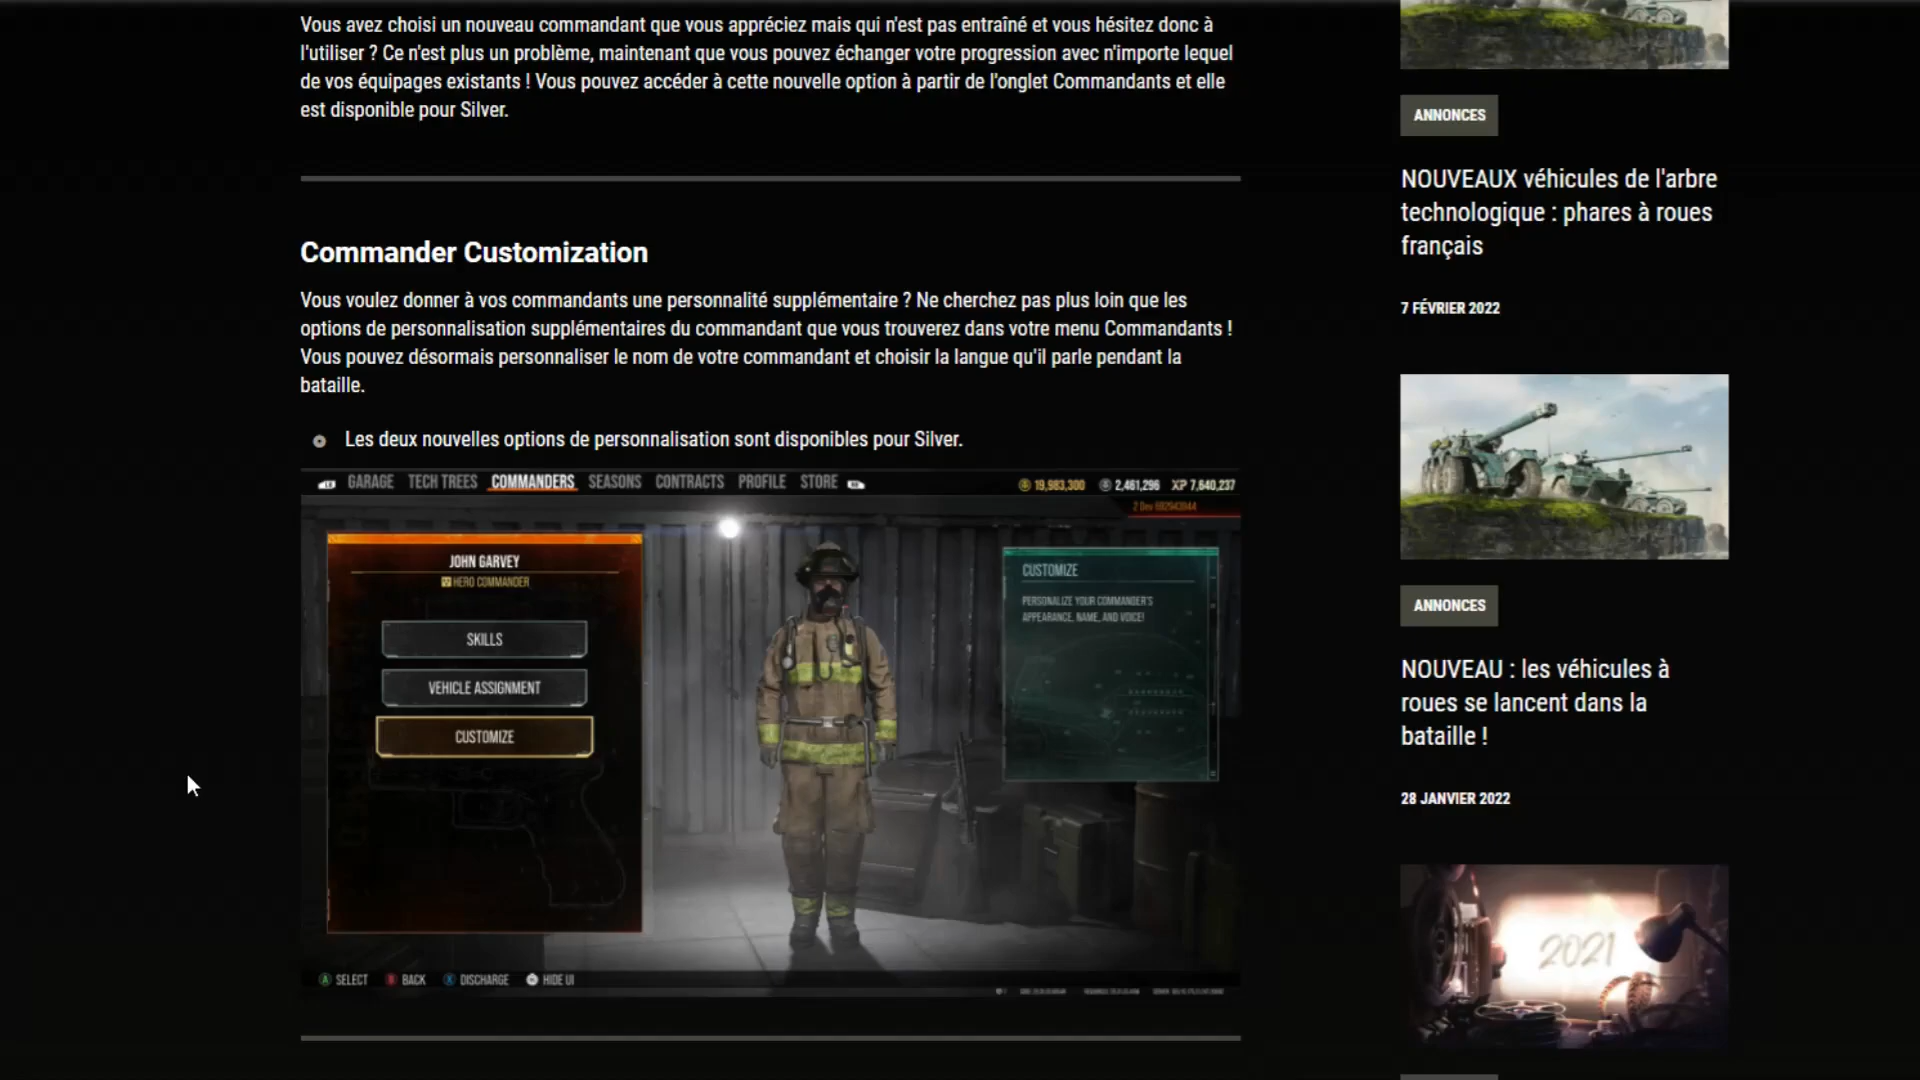 Vous avez choisi un nouveau commandant que vous appréciez mais qui n'est pas entraîné et vous hésitez donc à
l'utiliser ? Ce n'est plus un problème, maintenant que vous pouvez échanger votre progression avec n'importe lequel
de vos équipages existants ! Vous pouvez accéder à cette nouvelle option à partir de l'onglet Commandants et elle
est disponible pour Silver.
Commander Customization
Vous voulez donner à vos commandants une personnalité supplémentaire ? Ne cherchez pas plus loin que les
options de personnalisation supplémentaires du commandant que vous trouverez dans votre menu Commandants !
Vous pouvez désormais personnaliser le nom de votre commandant et choisir la langue qu'il parle pendant la
bataille.
Les deux nouvelles options de personnalisation sont disponibles pour Silver.
GARAGE TECH TREES COMMANDERS SEASONS CONTRACTS PROFILE STORE 19,983,300 2,461,296 XP 7,640,237
JOHN GARVEY
HERO COMMANDER
SKILLS
VEHICLE ASSIGNMENT
CUSTOMIZE
CUSTOMIZE
PERSONALIZE YOUR COMMANDER'S
APPEARANCE, NAME, AND VOICE!
A SELECT B BACK X DISCHARGE HIDE UI
ANNONCES
NOUVEAUX véhicules de l'arbre
technologique : phares à roues
français
7 FÉVRIER 2022
ANNONCES
NOUVEAU : les véhicules à
roues se lancent dans la
bataille !
28 JANVIER 2022
2021